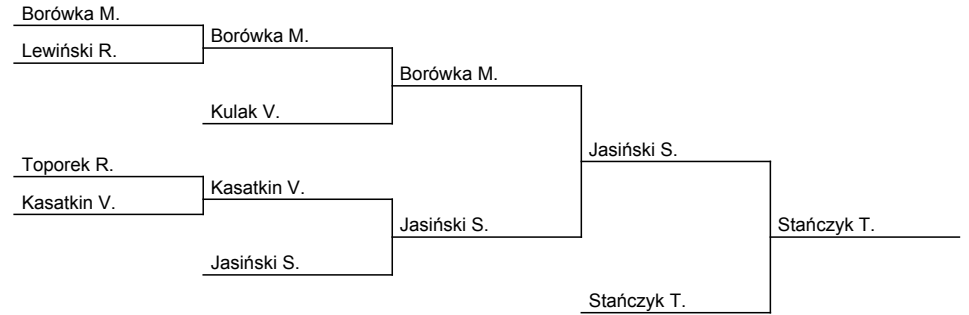 Borówka M.
Lewiński R.
Borówka M.
Borówka M.
Kulak V.
Jasiński S.
Toporek R.
Kasatkin V.
Kasatkin V.
Jasiński S.
Stańczyk T.
Jasiński S.
Stańczyk T.